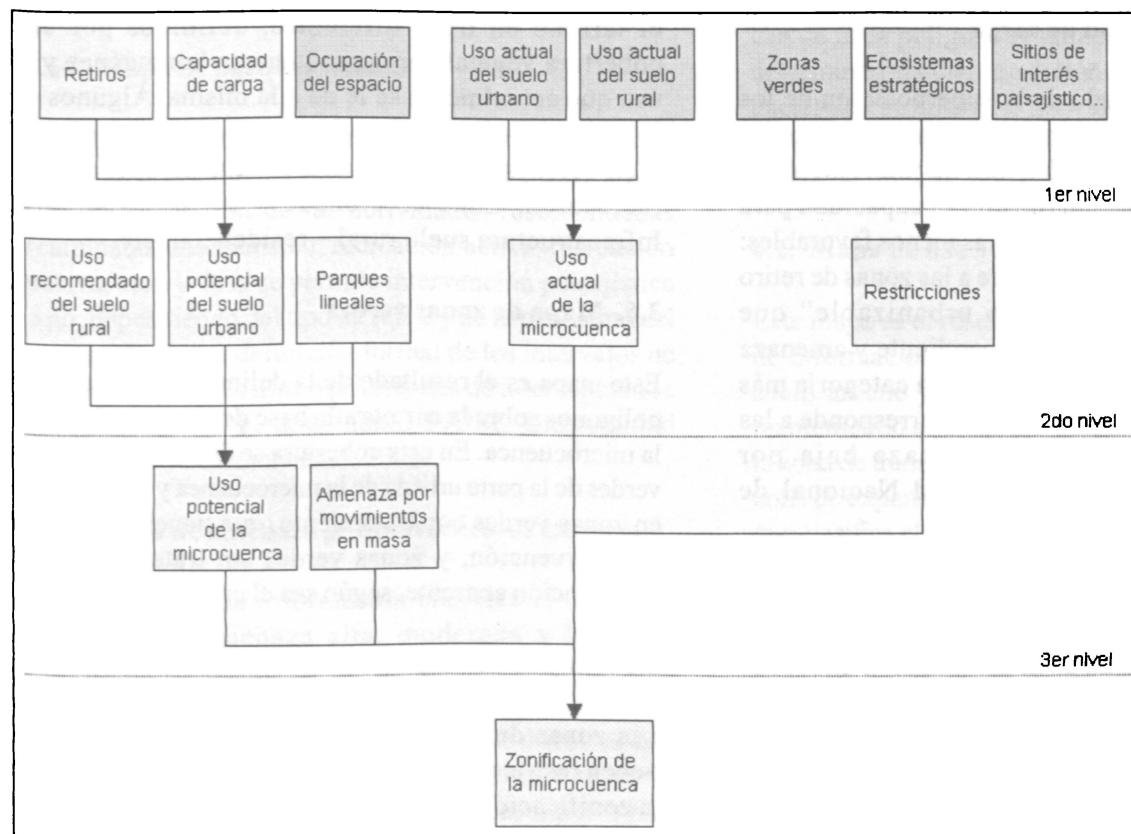 Retiros
Capacidad
de carga
Ocupación
del espacio
Uso actual
del suelo
urbano
Uso actual
del suelo
rural
Zonas
verdes
Ecosistemas
estratégicos
Sitios de
Interés
paisajístico...
1er nivel
Uso
recomendado
del suelo
rural
Uso
potencial
del suelo
urbano
Parques
lineales
Uso
actual
de la
microcuenca
Restricciones
2do nivel
Uso
potencial
de la
microcuenca
Amenaza por
movimientos
en masa
3er nivel
Zonificación de
la microcuenca